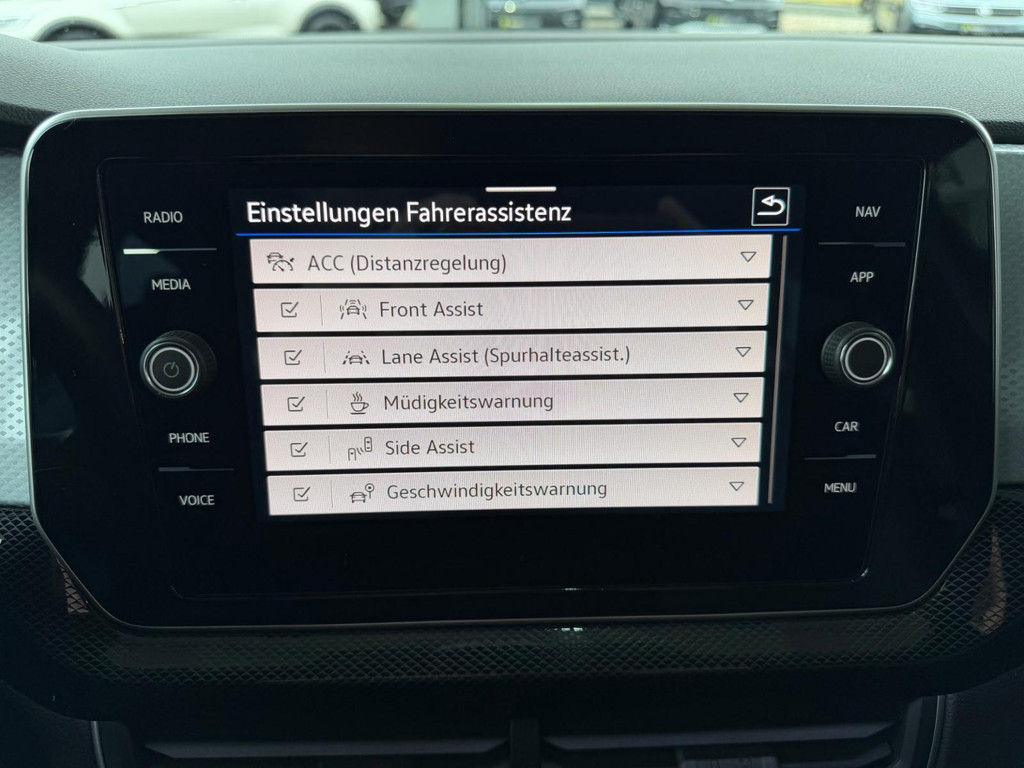 Einstellungen Fahrerassistenz
RADIO
MEDIA
PHONE
VOICE
ACC (Distanzregelung)
Front Assist
Lane Assist (Spurhalteassist.)
Müdigkeitswarnung
Side Assist
Geschwindigkeitswarnung
NAV
APP
CAR
MENU